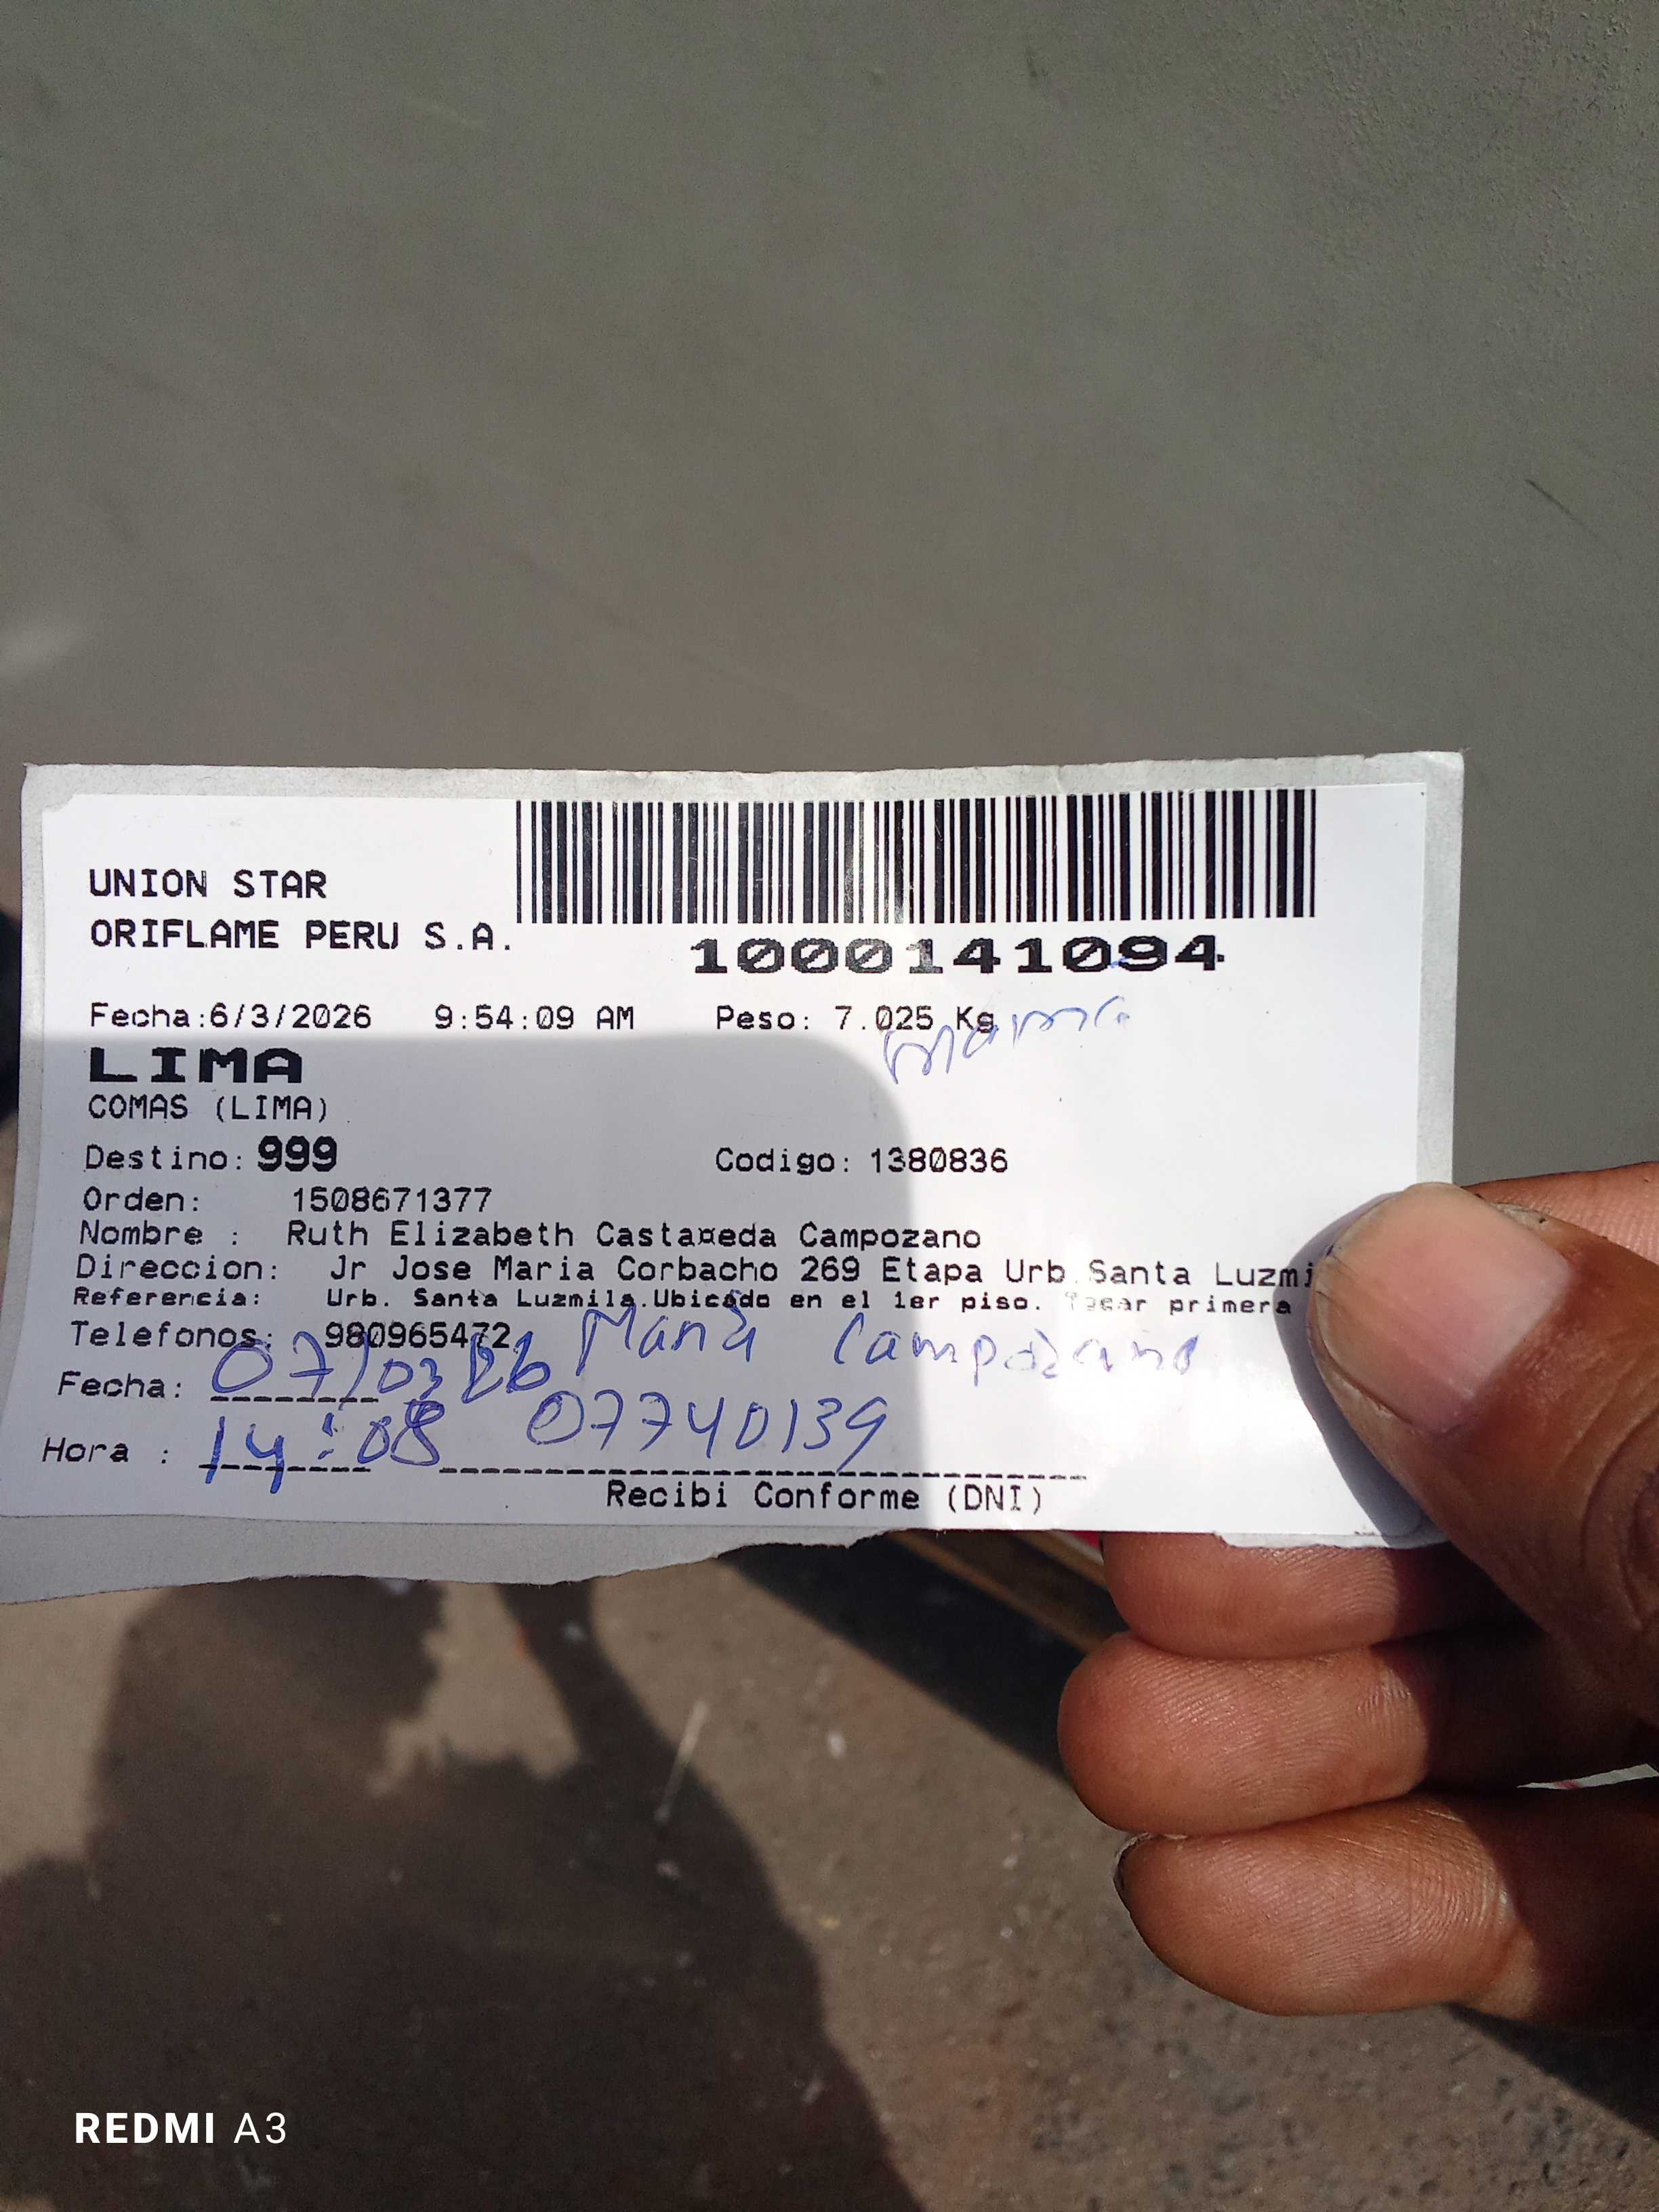 UNION STAR
ORIFLAME PERU S.A.
1000141094
Fecha:6/3/2026 9:54:09 AM Peso: 7.025 Kg
mama
LIMA
COMAS (LIMA)
Destino: 999 Codigo: 1380836
Orden: 1508671377
Nombre : Ruth Elizabeth Castañeda Campozano
Direccion: Jr Jose Maria Corbacho 269 Etapa Urb.Santa Luzmi
Referencia: Urb. Santa Luzmila.Ubicado en el 1er piso. Tocar primera
Telefonos: 980965472
Maria Campozano
Fecha: 07/03/26
Hora : 14:08 07740139
Recibi Conforme (DNI)
REDMI A3